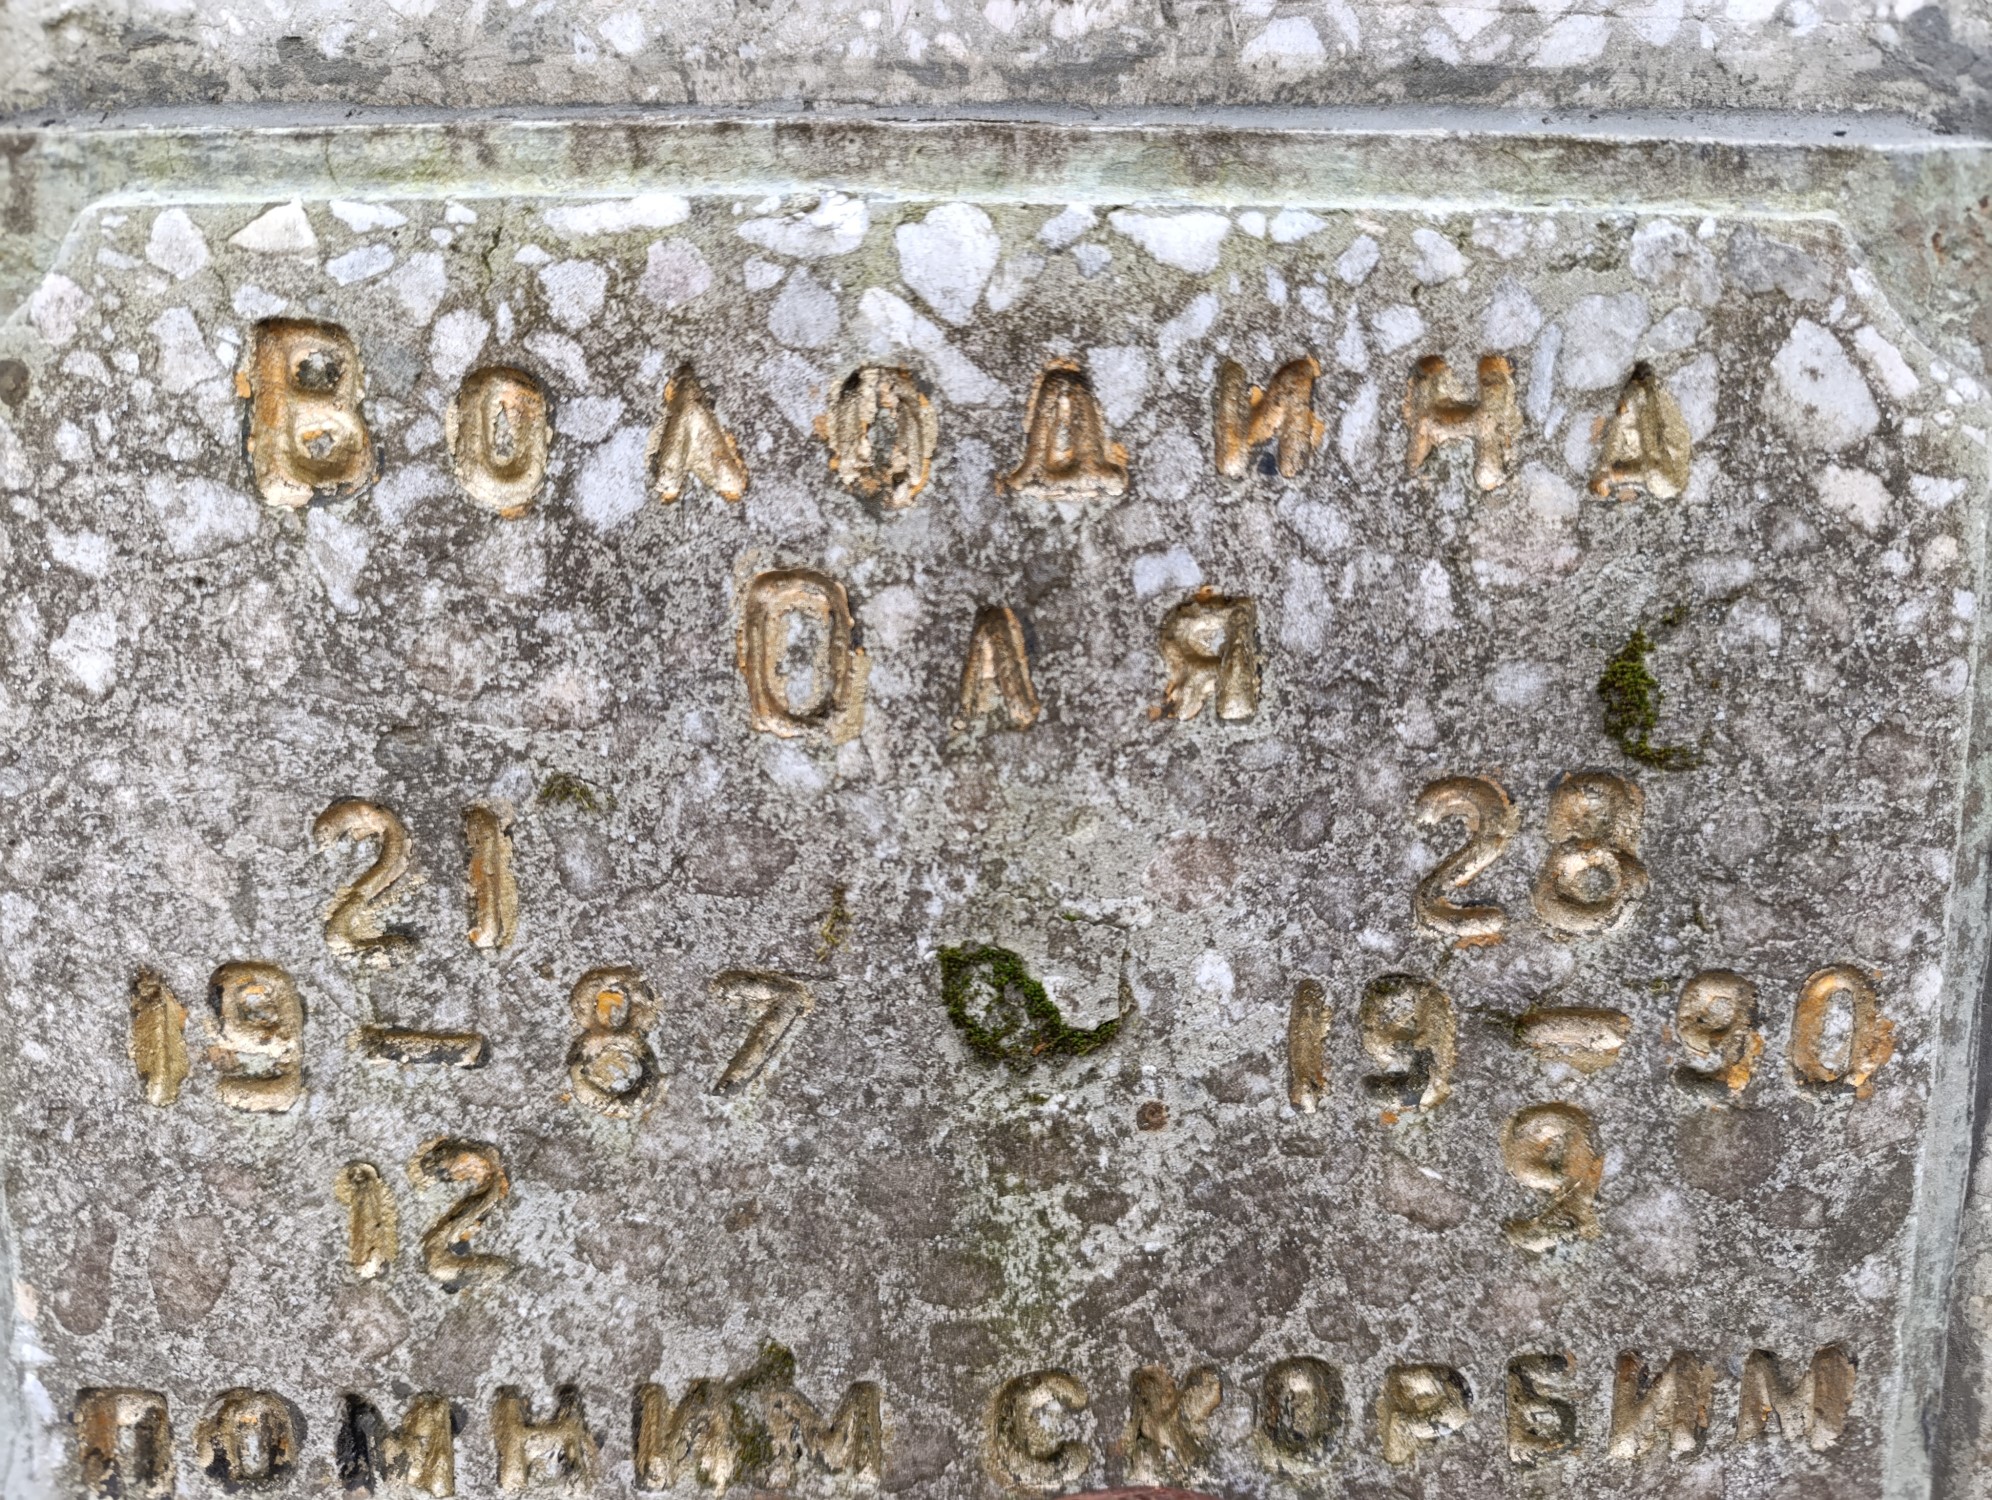 Володина
Оля
21 28
19-87 19-90
12 9
помним скорбим